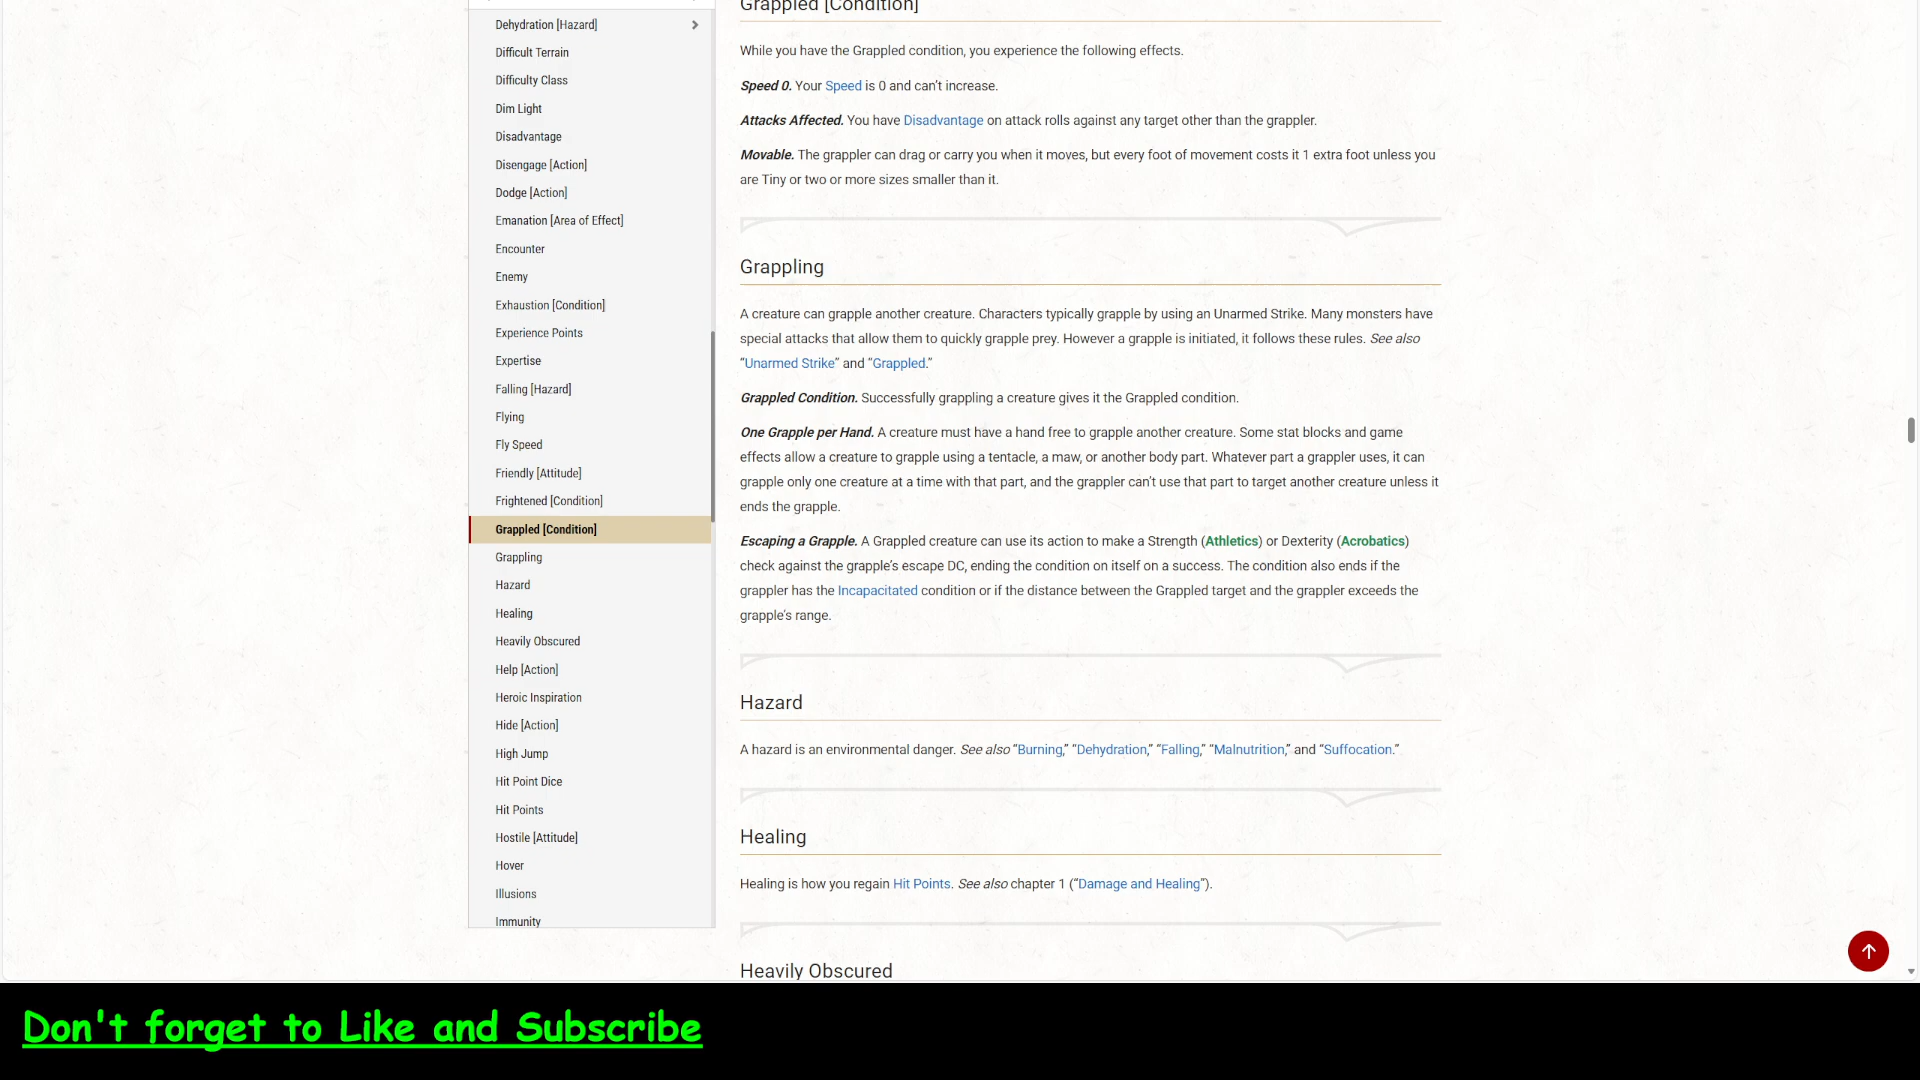 Dehydration [Hazard]
Difficult Terrain
Difficulty Class
Dim Light
Disadvantage
Disengage [Action]
Dodge [Action]
Emanation [Area of Effect]
Encounter
Enemy
Exhaustion [Condition]
Experience Points
Expertise
Falling [Hazard]
Flying
Fly Speed
Friendly [Attitude]
Frightened [Condition]
Grappled [Condition]
Grappling
Hazard
Healing
Heavily Obscured
Help [Action]
Heroic Inspiration
Hide [Action]
High Jump
Hit Point Dice
Hit Points
Hostile [Attitude]
Hover
Illusions
Immunity
Grappled [Condition]
While you have the Grappled condition, you experience the following effects.
Speed 0. Your Speed is 0 and can’t increase.
Attacks Affected. You have Disadvantage on attack rolls against any target other than the grappler.
Movable. The grappler can drag or carry you when it moves, but every foot of movement costs it 1 extra foot unless you
are Tiny or two or more sizes smaller than it.
Grappling
A creature can grapple another creature. Characters typically grapple by using an Unarmed Strike. Many monsters have
special attacks that allow them to quickly grapple prey. However a grapple is initiated, it follows these rules. See also
“Unarmed Strike” and “Grappled.”
Grappled Condition. Successfully grappling a creature gives it the Grappled condition.
One Grapple per Hand. A creature must have a hand free to grapple another creature. Some stat blocks and game
effects allow a creature to grapple using a tentacle, a maw, or another body part. Whatever part a grappler uses, it can
grapple only one creature at a time with that part, and the grappler can’t use that part to target another creature unless it
ends the grapple.
Escaping a Grapple. A Grappled creature can use its action to make a Strength (Athletics) or Dexterity (Acrobatics)
check against the grapple’s escape DC, ending the condition on itself on a success. The condition also ends if the
grappler has the Incapacitated condition or if the distance between the Grappled target and the grappler exceeds the
grapple’s range.
Hazard
A hazard is an environmental danger. See also “Burning,” “Dehydration,” “Falling,” “Malnutrition,” and “Suffocation.”
Healing
Healing is how you regain Hit Points. See also chapter 1 (“Damage and Healing”).
Heavily Obscured
Don't forget to Like and Subscribe